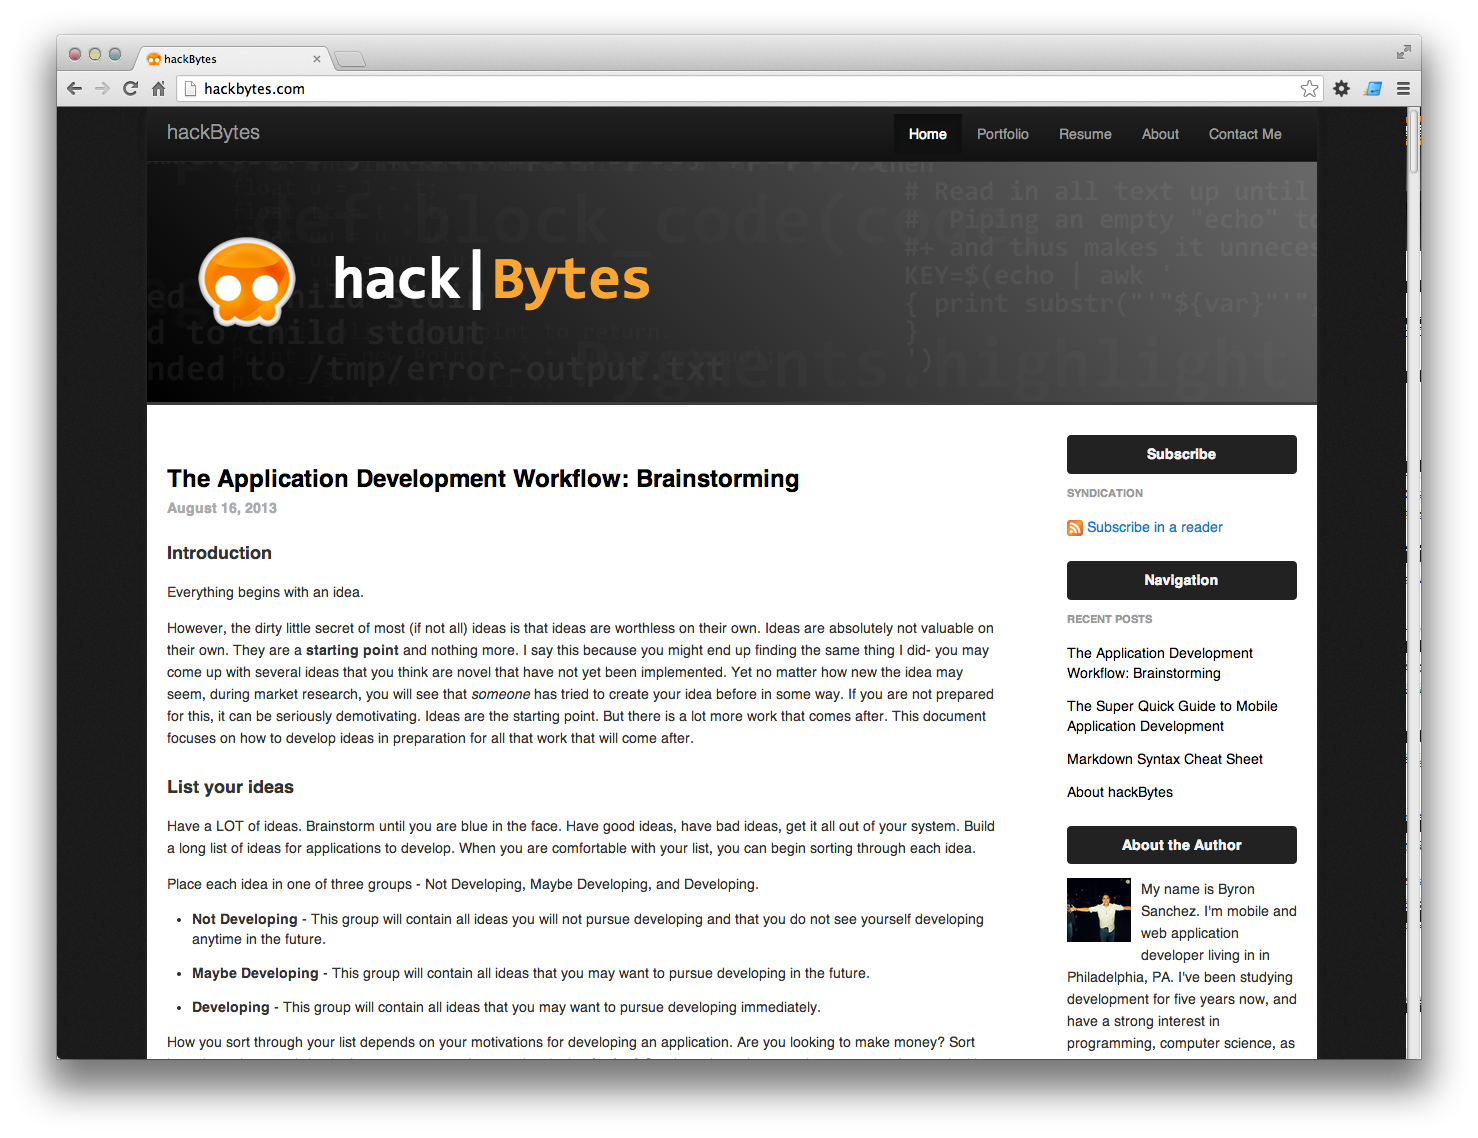 hackBytes
hackbytes.com
hackBytes
Home
Portfolio
Resume
About
Contact Me
then
# Read in all text up until
# Piping an empty "echo" to
#+ and thus makes it unneces
KEY=$(echo | awk '
{ print substr("'"${var}"'",
}
')
def block_code(co
hack|Bytes
d to child stdout
nded to /tmp/error-output.txt
Pygments.highlight
The Application Development Workflow: Brainstorming
August 16, 2013
Introduction
Everything begins with an idea.
However, the dirty little secret of most (if not all) ideas is that ideas are worthless on their own. Ideas are absolutely not valuable on
their own. They are a starting point and nothing more. I say this because you might end up finding the same thing I did- you may
come up with several ideas that you think are novel that have not yet been implemented. Yet no matter how new the idea may
seem, during market research, you will see that someone has tried to create your idea before in some way. If you are not prepared
for this, it can be seriously demotivating. Ideas are the starting point. But there is a lot more work that comes after. This document
focuses on how to develop ideas in preparation for all that work that will come after.
List your ideas
Have a LOT of ideas. Brainstorm until you are blue in the face. Have good ideas, have bad ideas, get it all out of your system. Build
a long list of ideas for applications to develop. When you are comfortable with your list, you can begin sorting through each idea.
Place each idea in one of three groups - Not Developing, Maybe Developing, and Developing.
• Not Developing - This group will contain all ideas you will not pursue developing and that you do not see yourself developing
anytime in the future.
• Maybe Developing - This group will contain all ideas that you may want to pursue developing in the future.
• Developing - This group will contain all ideas that you may want to pursue developing immediately.
How you sort through your list depends on your motivations for developing an application. Are you looking to make money? Sort
Subscribe
SYNDICATION
Subscribe in a reader
Navigation
RECENT POSTS
The Application Development
Workflow: Brainstorming
The Super Quick Guide to Mobile
Application Development
Markdown Syntax Cheat Sheet
About hackBytes
About the Author
My name is Byron
Sanchez. I'm mobile and
web application
developer living in in
Philadelphia, PA. I've been studying
development for five years now, and
have a strong interest in
programming, computer science, as